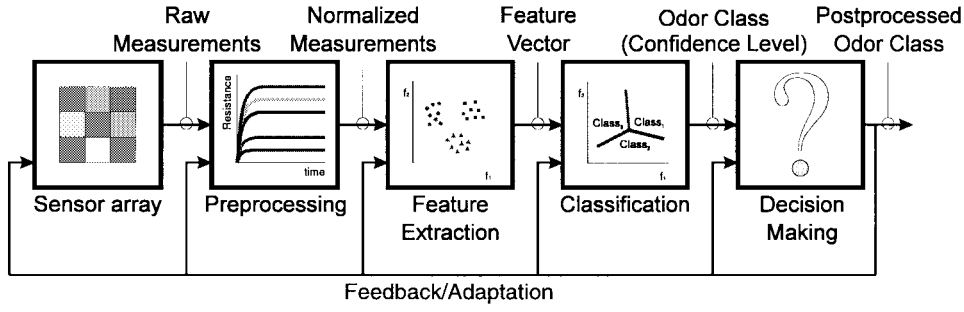 Raw
Measurements
Normalized
Measurements
Feature
Vector
Odor Class
(Confidence Level)
Postprocessed
Odor Class
Resistance
time
f₂
f₁
f₂
Class₁
Class₂
f₁
Sensor array
Preprocessing
Feature
Extraction
Classification
Decision
Making
Feedback/Adaptation